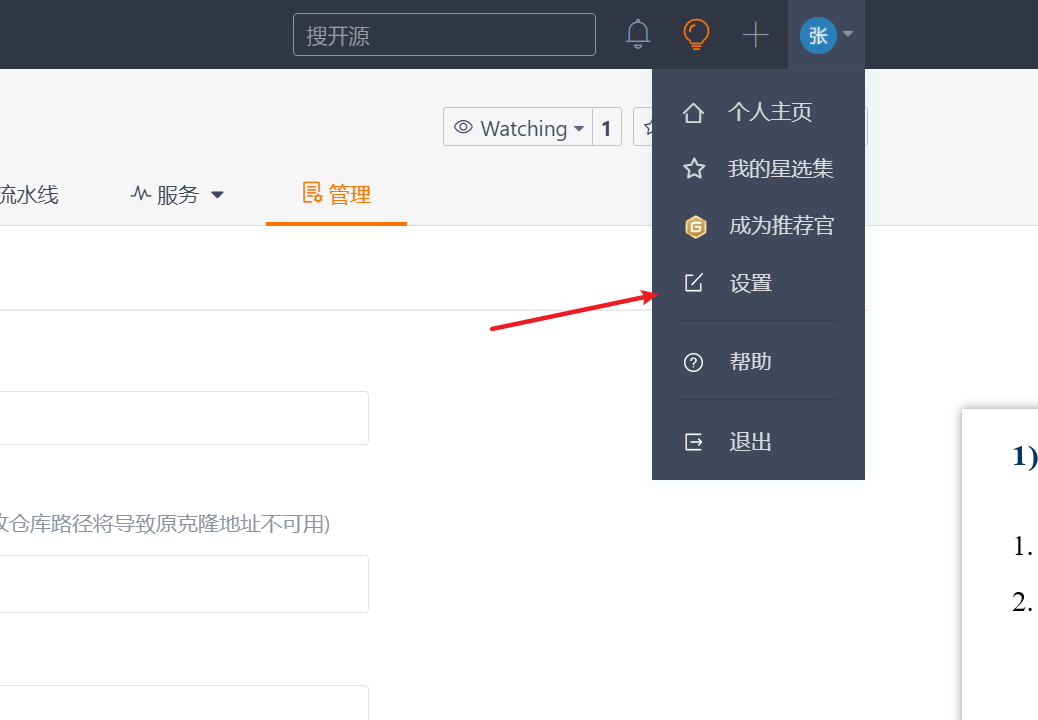 搜开源
张
Watching
1
个人主页
我的星选集
成为推荐官
设置
帮助
退出
流水线
服务
管理
仓库路径将导致原克隆地址不可用)
1)
1.
2.